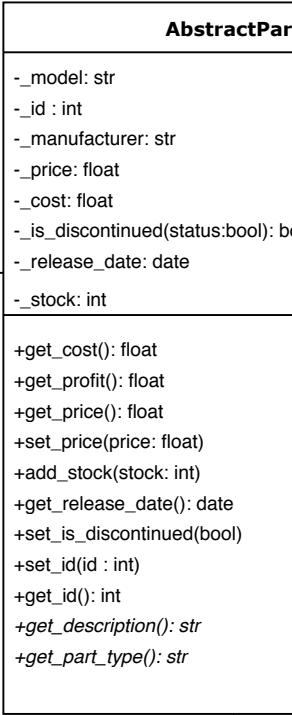 AbstractPar
-_model: str
-_id : int
-_manufacturer: str
-_price: float
-_cost: float
-_is_discontinued(status:bool): bo
-_release_date: date
-_stock: int
+get_cost(): float
+get_profit(): float
+get_price(): float
+set_price(price: float)
+add_stock(stock: int)
+get_release_date(): date
+set_is_discontinued(bool)
+set_id(id : int)
+get_id(): int
+get_description(): str
+get_part_type(): str